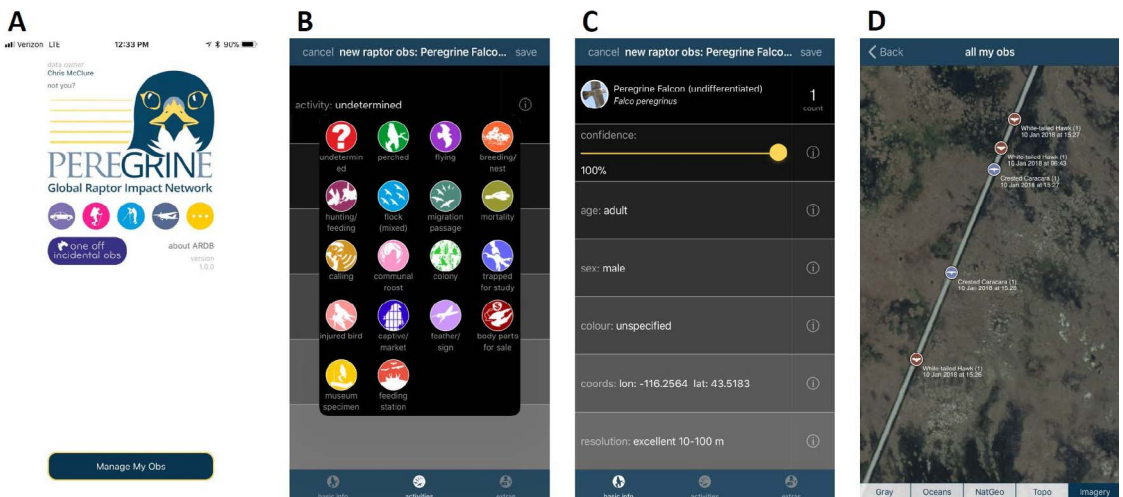 A
Verizon LTE
12:33 PM
90%
data owner
Chris McClure
not you?
PEREGRINE
Global Raptor Impact Network
one off
incidental obs
about ARDB
version
1.0.0
Manage My Obs
B
cancel new raptor obs: Peregrine Falco... save
activity: undetermined
undetermin
ed
perched
flying
breeding/
nest
hunting/
feeding
flock
(mixed)
migration
passage
mortality
calling
communal
roost
colony
trapped
for study
injured bird
captive/
market
feather/
sign
body parts
for sale
museum
specimen
feeding
station
basic info
activities
extras
C
cancel new raptor obs: Peregrine Falco... save
Peregrine Falcon (undifferentiated)
Falco peregrinus
1
count
confidence:
100%
age: adult
sex: male
colour: unspecified
coords: lon: -116.2564 lat: 43.5183
resolution: excellent 10-100 m
basic info
activities
extras
D
Back
all my obs
White-tailed Hawk (1)
10 Jan 2018 at 15:27
White-tailed Hawk (1)
10 Jan 2018 at 06:43
Crested Caracara (1)
10 Jan 2018 at 15:27
Crested Caracara (1)
10 Jan 2018 at 15:26
White-tailed Hawk (1)
10 Jan 2018 at 15:26
Gray
Oceans
NatGeo
Topo
Imagery